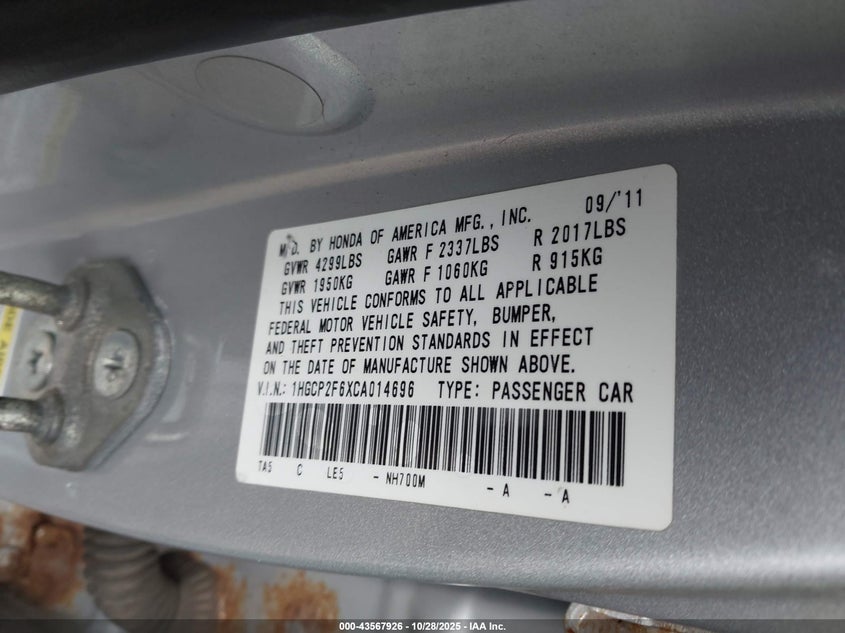 09/'11
M D. BY HONDA OF AMERICA MFG., INC.
GVWR 4299LBS GAWR F 2337LBS R 2017LBS
GVWR 1950KG GAWR F 1060KG R 915KG
THIS VEHICLE CONFORMS TO ALL APPLICABLE
FEDERAL MOTOR VEHICLE SAFETY, BUMPER,
AND THEFT PREVENTION STANDARDS IN EFFECT
ON THE DATE OF MANUFACTURE SHOWN ABOVE.
V.I.N.: 1HGCP2F6XCA014696 TYPE: PASSENGER CAR
TA5 C LE5 - NH700M - A - A
000-43567926 - 10/28/2025 - IAA Inc.